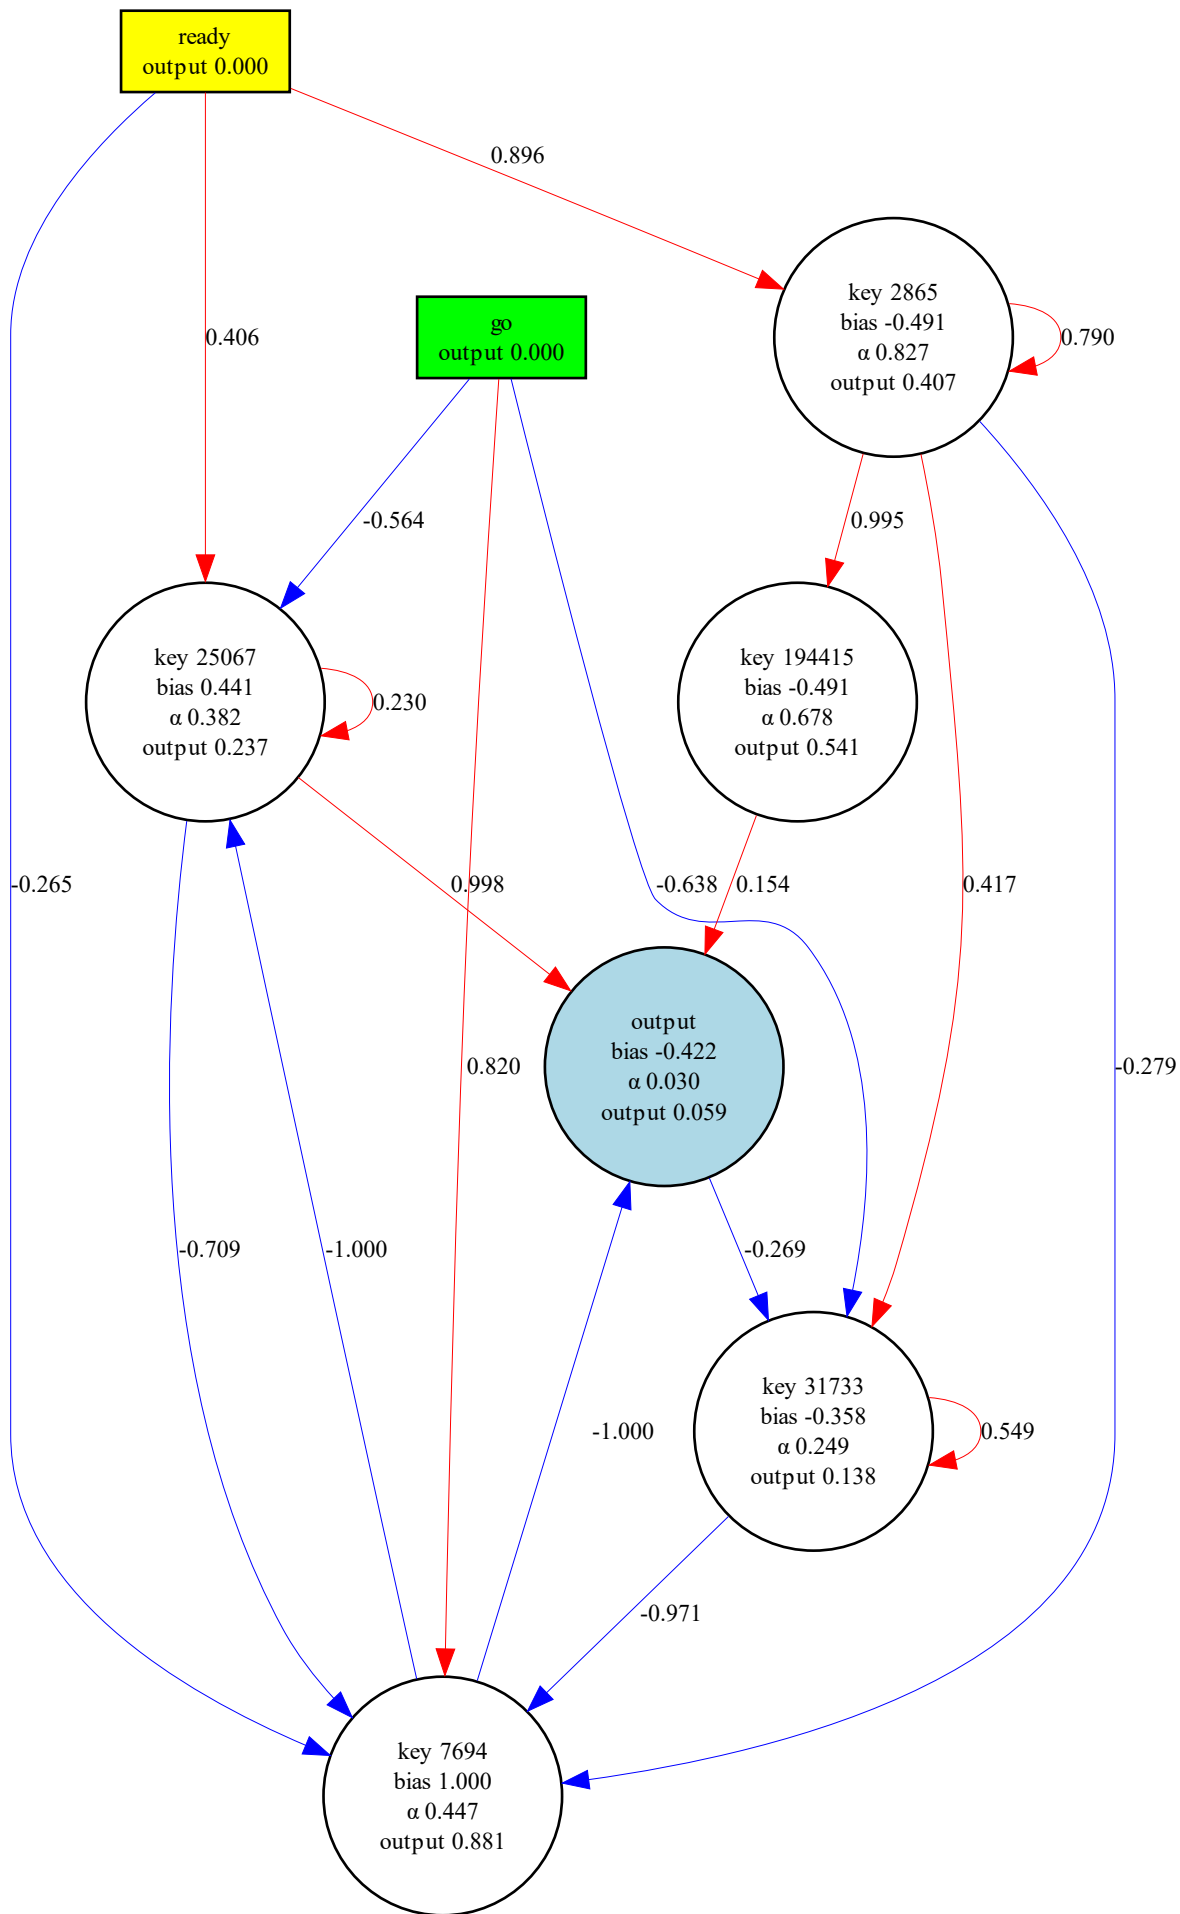 ready
output 0.000
0.896
key 2865
bias -0.491
α 0.827
output 0.407
0.790
go
output 0.000
0.406
-0.564
0.995
key 25067
bias 0.441
α 0.382
output 0.237
0.230
key 194415
bias -0.491
α 0.678
output 0.541
-0.265
0.998
-0.638
0.154
0.417
output
bias -0.422
α 0.030
output 0.059
0.820
-0.279
-0.709
-1.000
-0.269
-1.000
key 31733
bias -0.358
α 0.249
output 0.138
0.549
-0.971
key 7694
bias 1.000
α 0.447
output 0.881